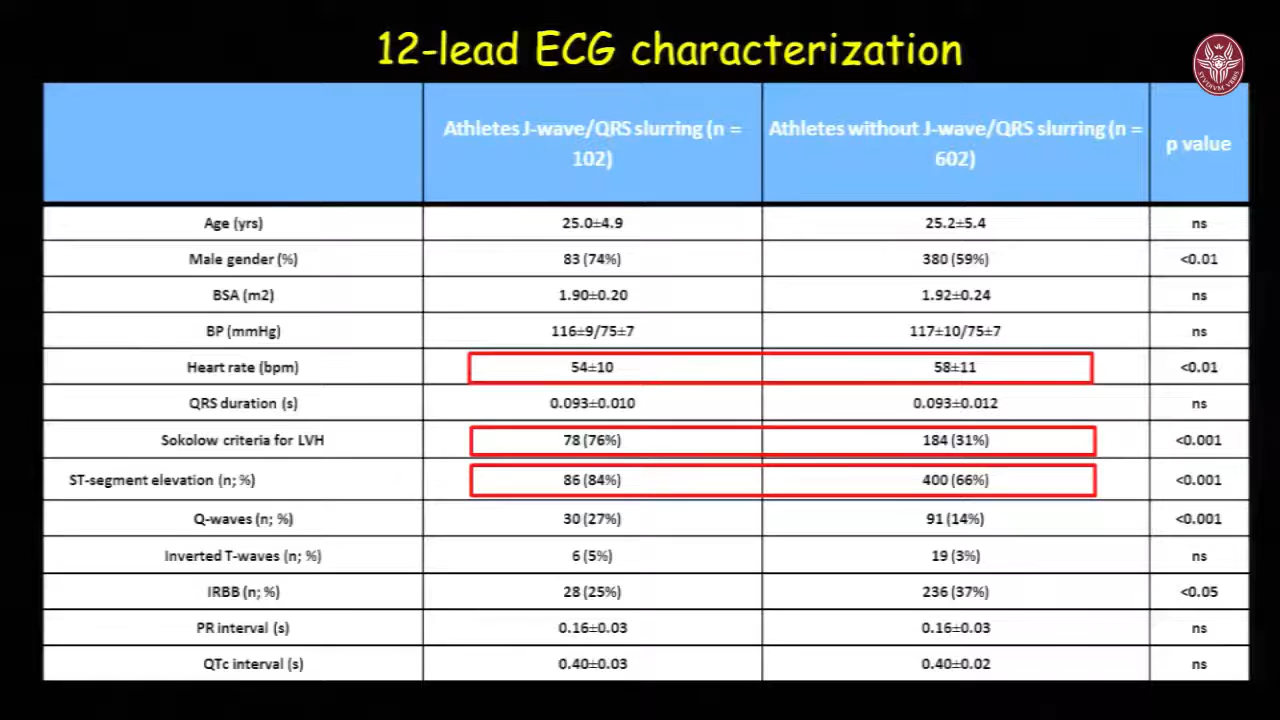 12-lead ECG characterization
STVDIVM VRBIS
Athletes J-wave/QRS slurring (n =
102)
Athletes without J-wave/QRS slurring (n =
602)
p value
Age (yrs) 25.0±4.9 25.2±5.4 ns
Male gender (%) 83 (74%) 380 (59%) <0.01
BSA (m2) 1.90±0.20 1.92±0.24 ns
BP (mmHg) 116±9/75±7 117±10/75±7 ns
Heart rate (bpm) 54±10 58±11 <0.01
QRS duration (s) 0.093±0.010 0.093±0.012 ns
Sokolow criteria for LVH 78 (76%) 184 (31%) <0.001
ST-segment elevation (n; %) 86 (84%) 400 (66%) <0.001
Q-waves (n; %) 30 (27%) 91 (14%) <0.001
Inverted T-waves (n; %) 6 (5%) 19 (3%) ns
IRBB (n; %) 28 (25%) 236 (37%) <0.05
PR interval (s) 0.16±0.03 0.16±0.03 ns
QTc interval (s) 0.40±0.03 0.40±0.02 ns